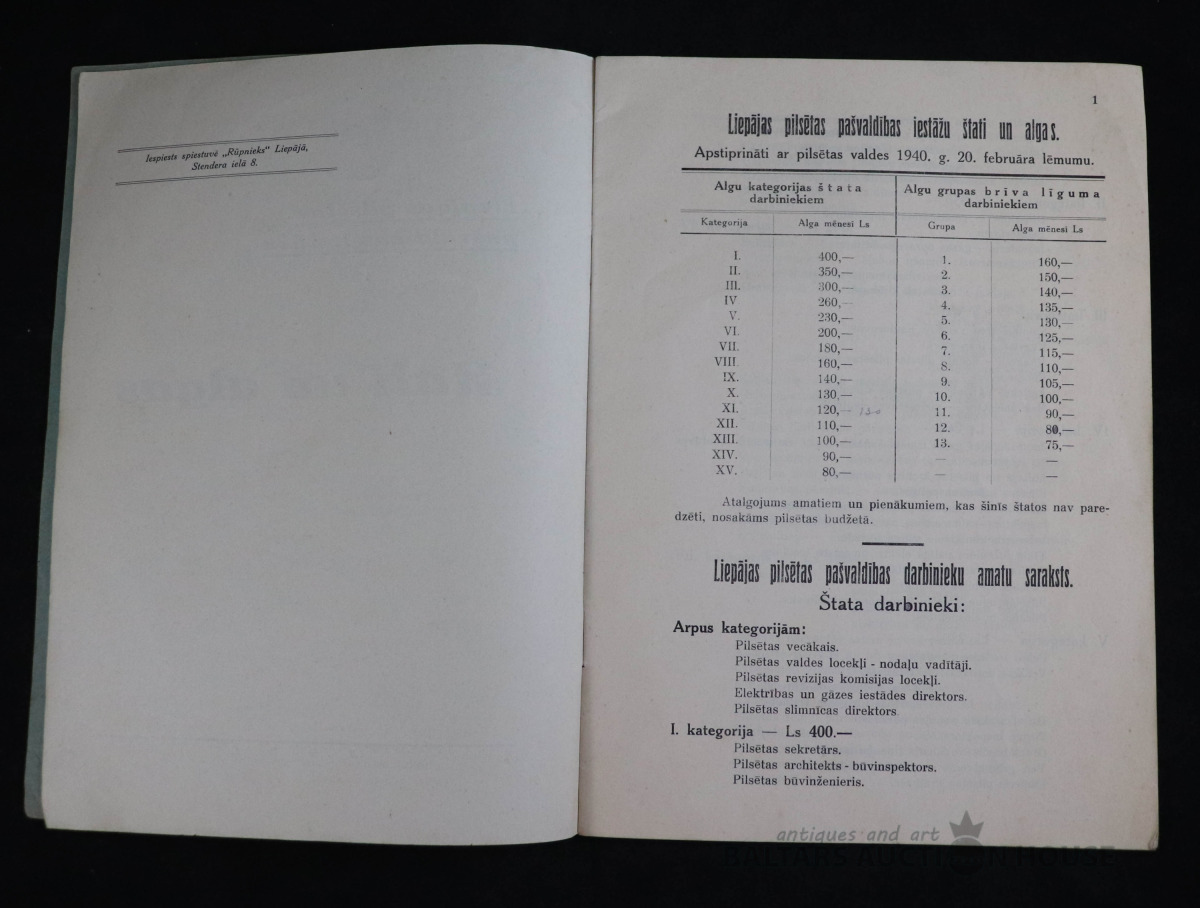 Iespiests spiestuvē „Rūpnieks“ Liepājā,
Stendera ielā 8.
1
Liepājas pilsētas pašvaldības iestāžu štati un algas.
Apstiprināti ar pilsētas valdes 1940. g. 20. februāra lēmumu.
Algu kategorijas štata darbiniekiem | Algu grupas brīva līguma darbiniekiem
Kategorija | Alga mēnesī Ls | Grupa | Alga mēnesī Ls
I. 400,— 1. 160,—
II. 350,— 2. 150,—
III. 300,— 3. 140,—
IV 260,— 4. 135,—
V. 230,— 5. 130,—
VI. 200,— 6. 125,—
VII. 180,— 7. 115,—
VIII. 160,— 8. 110,—
IX. 140,— 9. 105,—
X. 130,— 10. 100,—
XI. 120,— 130 11. 90,—
XII. 110,— 12. 80,—
XIII. 100,— 13. 75,—
XIV. 90,— — —
XV. 80,— — —
Atalgojums amatiem un pienākumiem, kas šinīs štatos nav pare-
dzēti, nosakāms pilsētas budžetā.
Liepājas pilsētas pašvaldības darbinieku amatu saraksts.
Štata darbinieki:
Arpus kategorijām:
Pilsētas vecākais.
Pilsētas valdes locekļi - nodaļu vadītāji.
Pilsētas revizijas komisijas locekļi.
Elektrības un gāzes iestādes direktors.
Pilsētas slimnīcas direktors
I. kategorija — Ls 400.—
Pilsētas sekretārs.
Pilsētas architekts - būvinspektors.
Pilsētas būvinženieris.
antiques and art
BALTARS AUCTION HOUSE